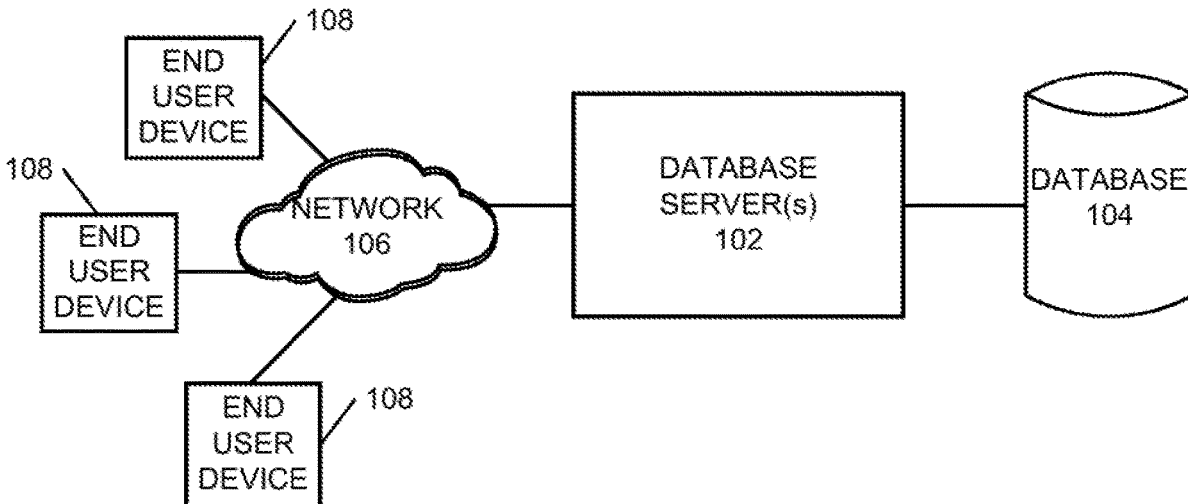 108
END
USER
DEVICE
108
END
USER
DEVICE
NETWORK
106
DATABASE
SERVER(s)
102
DATABASE
104
END
USER
DEVICE
108